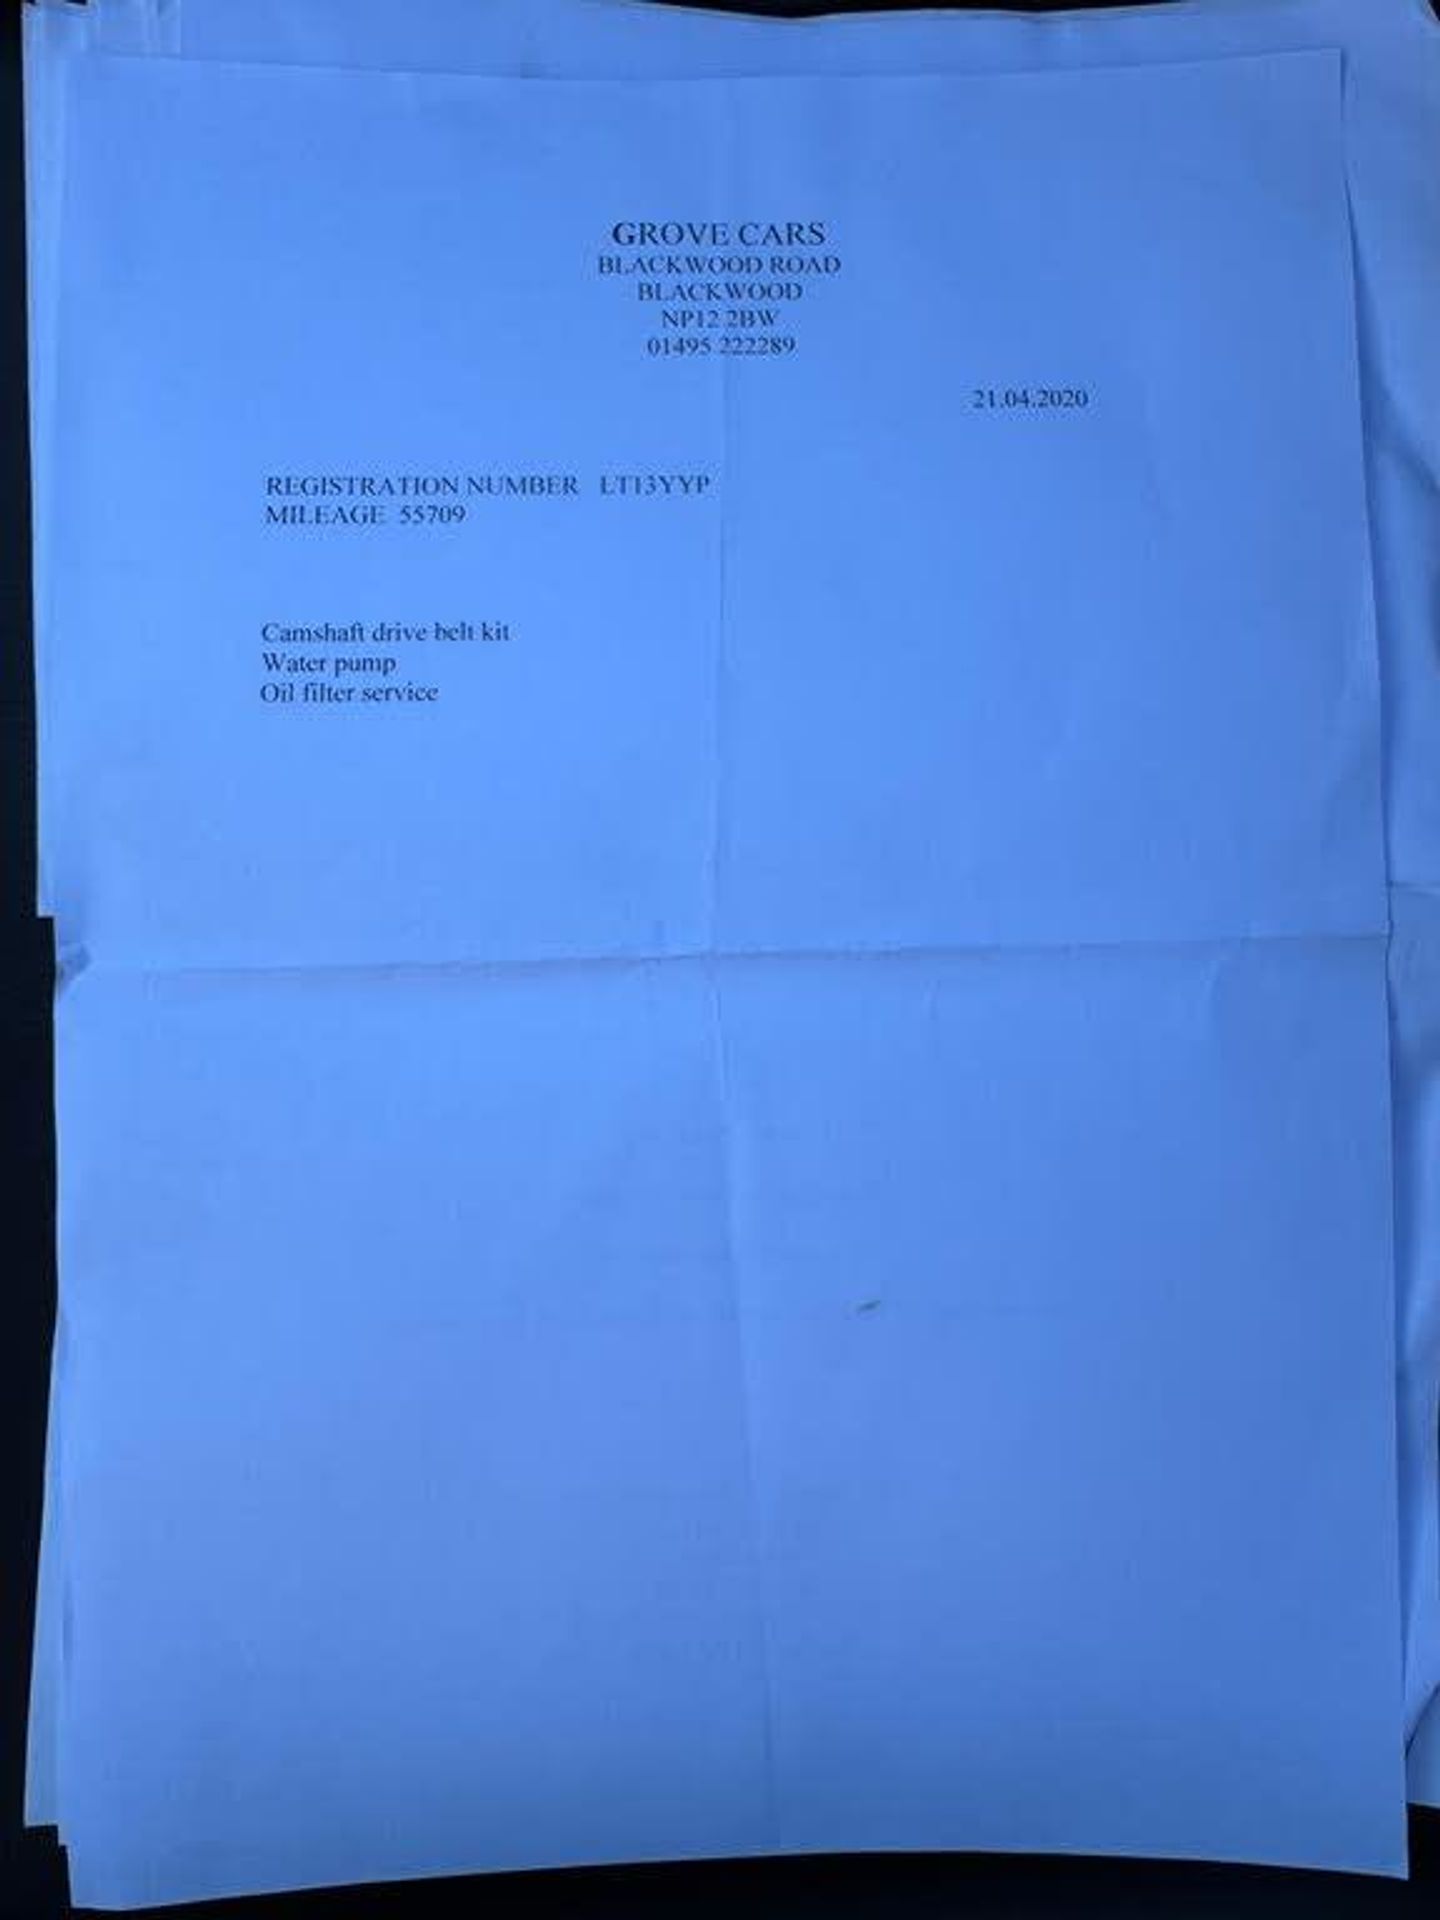 GROVE CARS
BLACKWOOD ROAD
BLACKWOOD
NP12 2BW
01495 222289
21.04.2020
REGISTRATION NUMBER LT13YYP
MILEAGE 55709
Camshaft drive belt kit
Water pump
Oil filter service